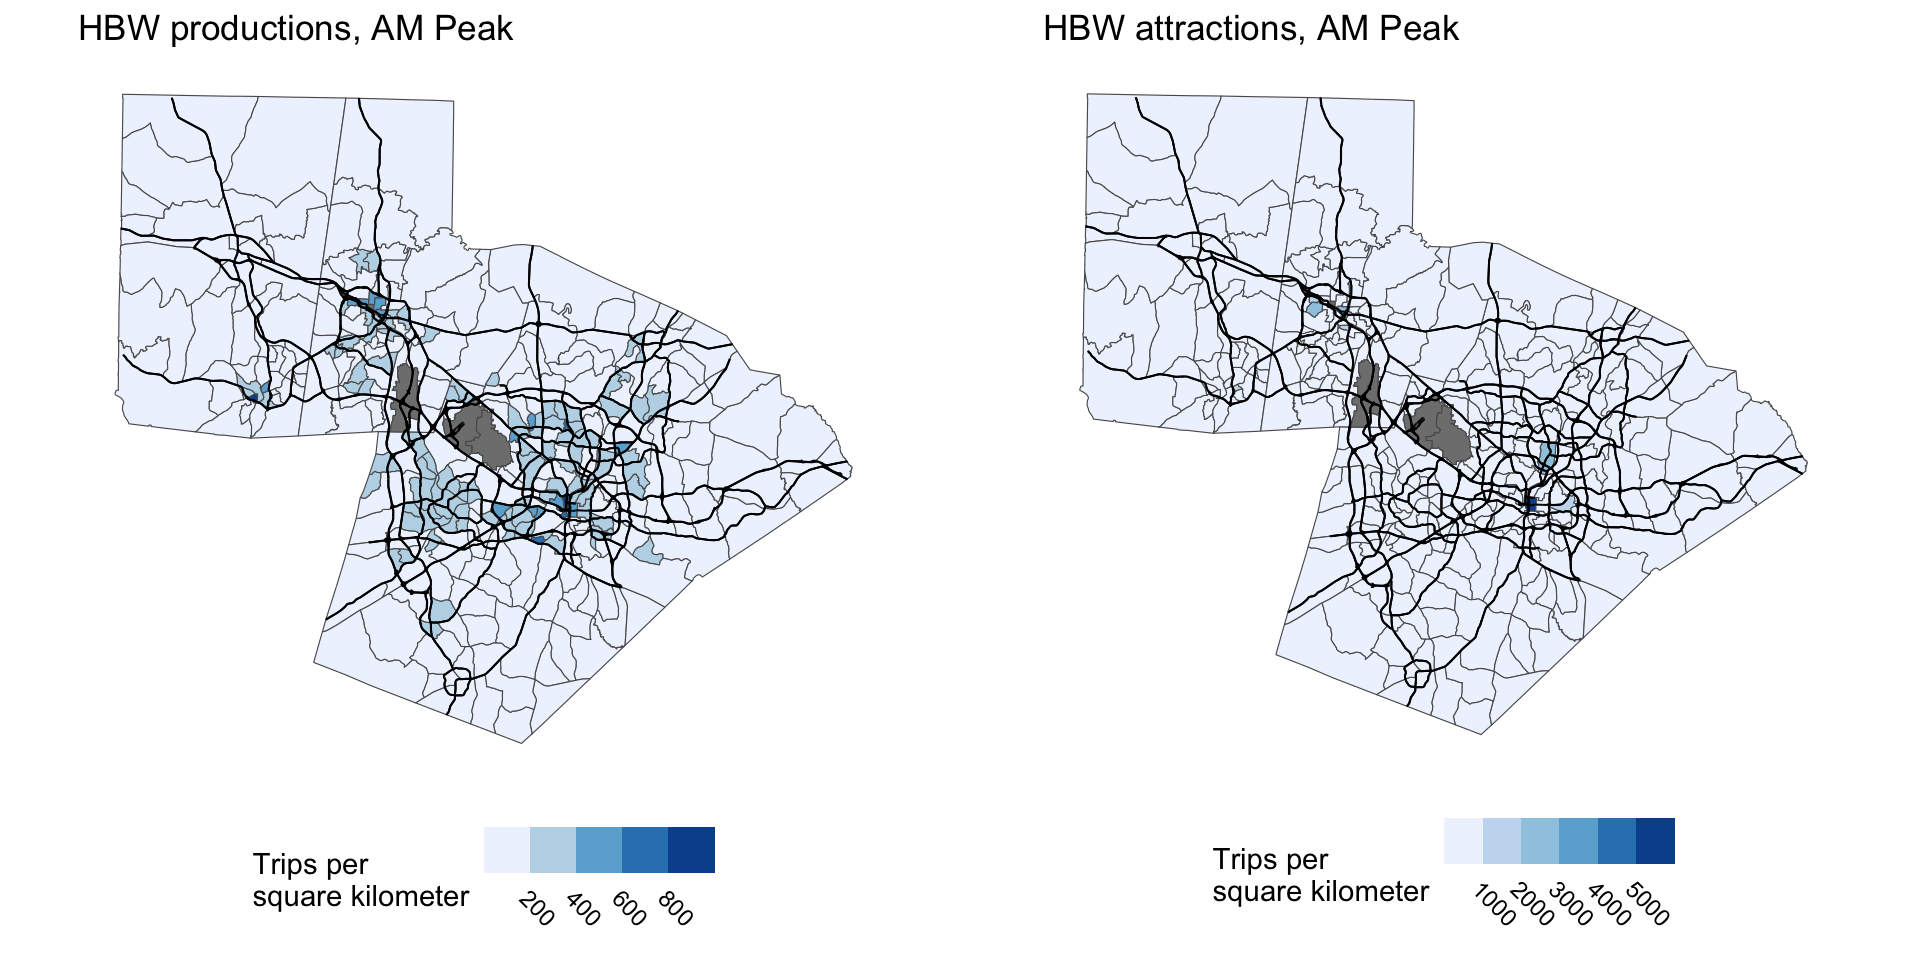 HBW productions, AM Peak
HBW attractions, AM Peak
Trips per
square kilometer
200
400
600
800
Trips per
square kilometer
1000
2000
3000
4000
5000